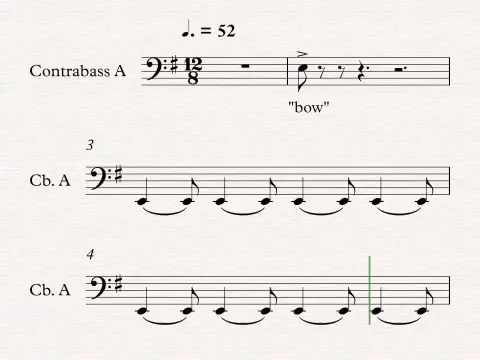 ♩. = 52
Contrabass A
12
8
"bow"
3
Cb. A
4
Cb. A